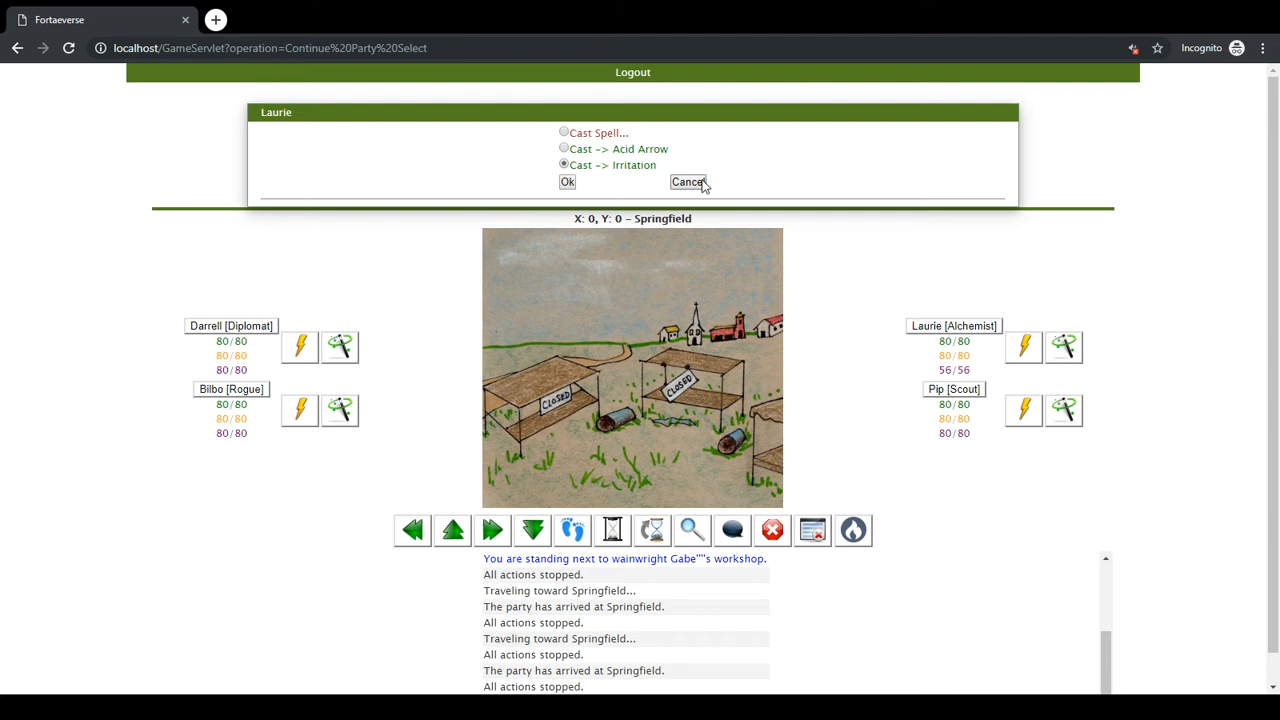 Fortaeverse
localhost/GameServlet?operation=Continue%20Party%20Select
Incognito
Logout
Laurie
Cast Spell...
Cast -> Acid Arrow
Cast -> Irritation
Ok
Cancel
X: 0, Y: 0 – Springfield
CLOSED
CLOSED
Darrell [Diplomat]
80/80
80/80
80/80
Bilbo [Rogue]
80/80
80/80
80/80
Laurie [Alchemist]
80/80
80/80
56/56
Pip [Scout]
80/80
80/80
80/80
You are standing next to wainwright Gabe""s workshop.
All actions stopped.
Traveling toward Springfield...
The party has arrived at Springfield.
All actions stopped.
Traveling toward Springfield...
All actions stopped.
The party has arrived at Springfield.
All actions stopped.